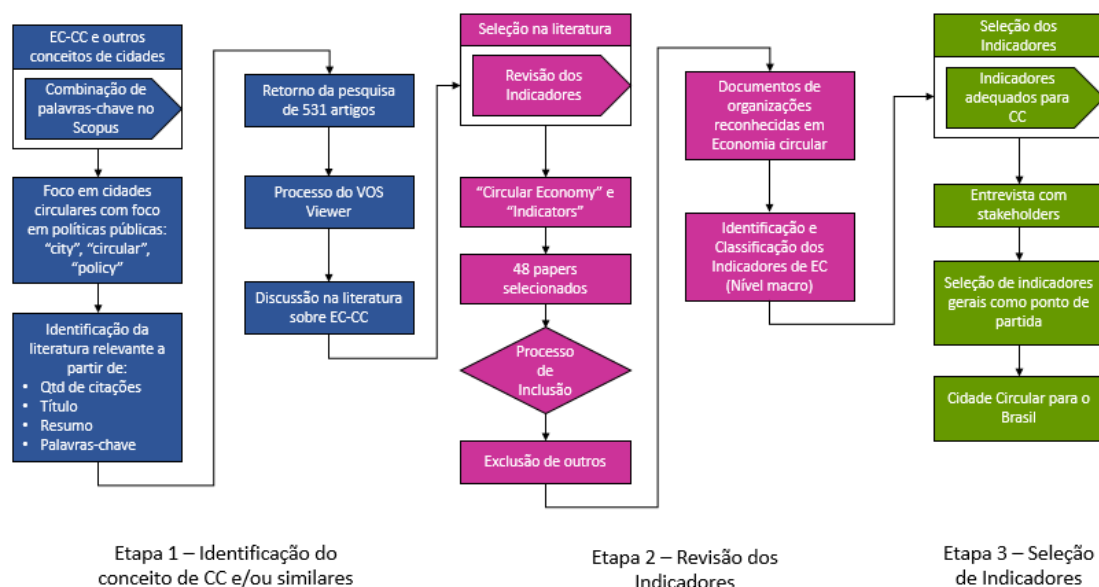 EC-CC e outros
conceitos de cidades
Combinação de
palavras-chave no
Scopus
Foco em cidades
circulares com foco
em políticas públicas:
“city”, “circular”,
“policy”
Identificação da
literatura relevante a
partir de:
• Qtd de citações
• Título
• Resumo
• Palavras-chave
Retorno da pesquisa
de 531 artigos
Processo do VOS
Viewer
Discussão na literatura
sobre EC-CC
Seleção na literatura
Revisão dos
Indicadores
“Circular Economy” e
“Indicators”
48 papers
selecionados
Processo
de
Inclusão
Exclusão de outros
Documentos de
organizações
reconhecidas em
Economia circular
Identificação e
Classificação dos
Indicadores de EC
(Nível macro)
Seleção dos
Indicadores
Indicadores
adequados para
CC
Entrevista com
stakeholders
Seleção de indicadores
gerais como ponto de
partida
Cidade Circular para o
Brasil
Etapa 1 – Identificação do
conceito de CC e/ou similares
Etapa 2 – Revisão dos
Indicadores
Etapa 3 – Seleção
de Indicadores